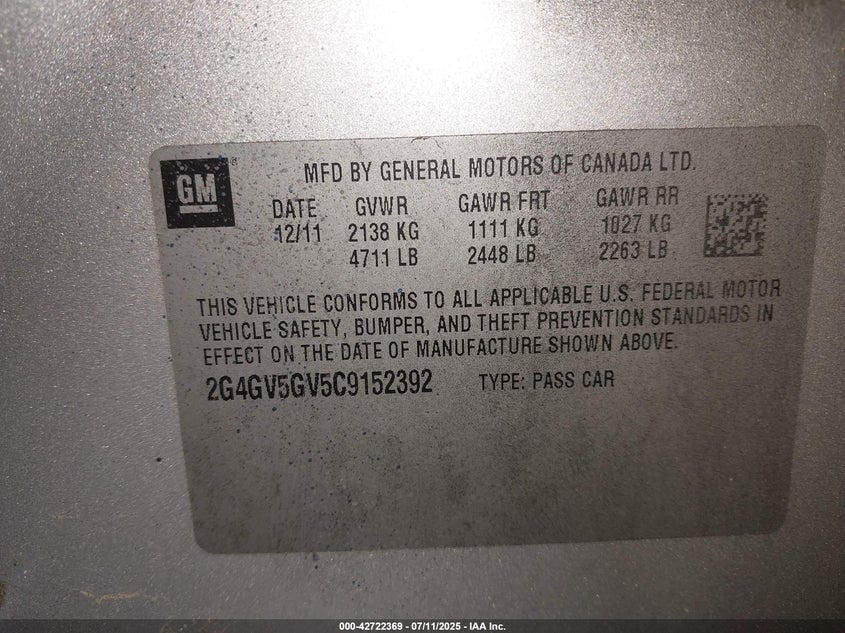 GM
MFD BY GENERAL MOTORS OF CANADA LTD.
DATE GVWR GAWR FRT GAWR RR
12/11 2138 KG 1111 KG 1027 KG
4711 LB 2448 LB 2263 LB
THIS VEHICLE CONFORMS TO ALL APPLICABLE U.S. FEDERAL MOTOR
VEHICLE SAFETY, BUMPER, AND THEFT PREVENTION STANDARDS IN
EFFECT ON THE DATE OF MANUFACTURE SHOWN ABOVE.
2G4GV5GV5C9152392 TYPE: PASS CAR
000-42722369 - 07/11/2025 - IAA Inc.